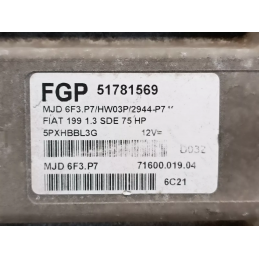 FGP 51781569
MJD 6F3.P7/HW03P/2944-P7 **
FIAT 199 1.3 SDE 75 HP
5PXHBBL3G 12V=
D032
MJD 6F3.P7 71600.019.04
6C21